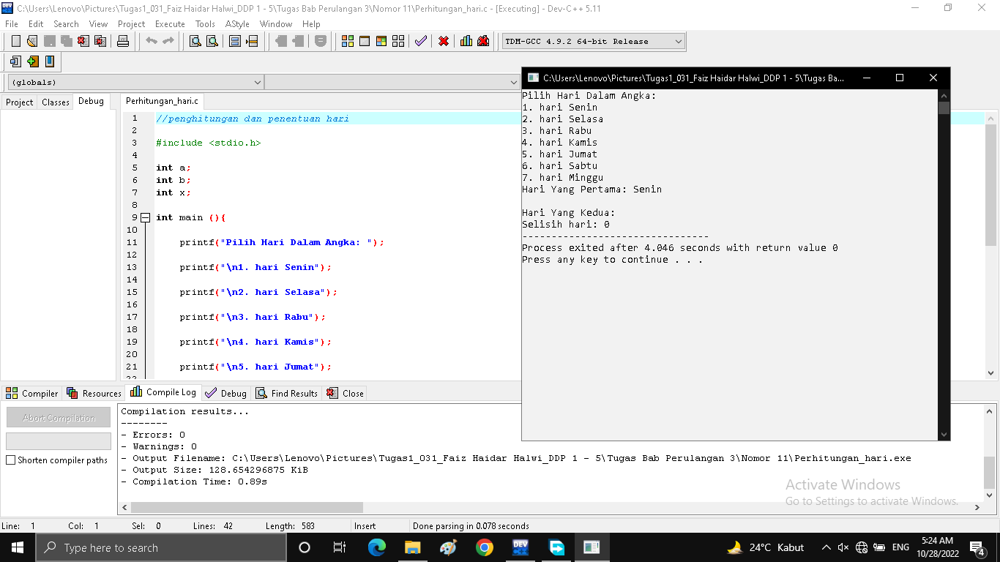 C:\Users\Lenovo\Pictures\Tugas1_031_Faiz Haidar Halwi_DDP 1 - 5\Tugas Bab Perulangan 3\Nomor 11\Perhitungan_hari.c - [Executing] - Dev-C++ 5.11
File Edit Search View Project Execute Tools AStyle Window Help
TDM-GCC 4.9.2 64-bit Release
(globals)
Project Classes Debug
Perhitungan_hari.c
1 //penghitungan dan penentuan hari
2
3 #include <stdio.h>
4
5 int a;
6 int b;
7 int x;
8
9 int main (){
10
11 printf("Pilih Hari Dalam Angka: ");
12
13 printf("\n1. hari Senin");
14
15 printf("\n2. hari Selasa");
16
17 printf("\n3. hari Rabu");
18
19 printf("\n4. hari Kamis");
20
21 printf("\n5. hari Jumat");
22
C:\Users\Lenovo\Pictures\Tugas1_031_Faiz Haidar Halwi_DDP 1 - 5\Tugas Ba...
Pilih Hari Dalam Angka:
1. hari Senin
2. hari Selasa
3. hari Rabu
4. hari Kamis
5. hari Jumat
6. hari Sabtu
7. hari Minggu
Hari Yang Pertama: Senin
Hari Yang Kedua:
Selisih hari: 0
--------------------------------
Process exited after 4.046 seconds with return value 0
Press any key to continue . . .
Compiler Resources Compile Log Debug Find Results Close
Abort Compilation
Shorten compiler paths
Compilation results...
--------
- Errors: 0
- Warnings: 0
- Output Filename: C:\Users\Lenovo\Pictures\Tugas1_031_Faiz Haidar Halwi_DDP 1 - 5\Tugas Bab Perulangan 3\Nomor 11\Perhitungan_hari.exe
- Output Size: 128.654296875 KiB
- Compilation Time: 0.89s
Activate Windows
Go to Settings to activate Windows.
Line: 1 Col: 1 Sel: 0 Lines: 42 Length: 583 Insert Done parsing in 0.078 seconds
Type here to search
DEV
24°C Kabut
ENG
5:24 AM
10/28/2022
4